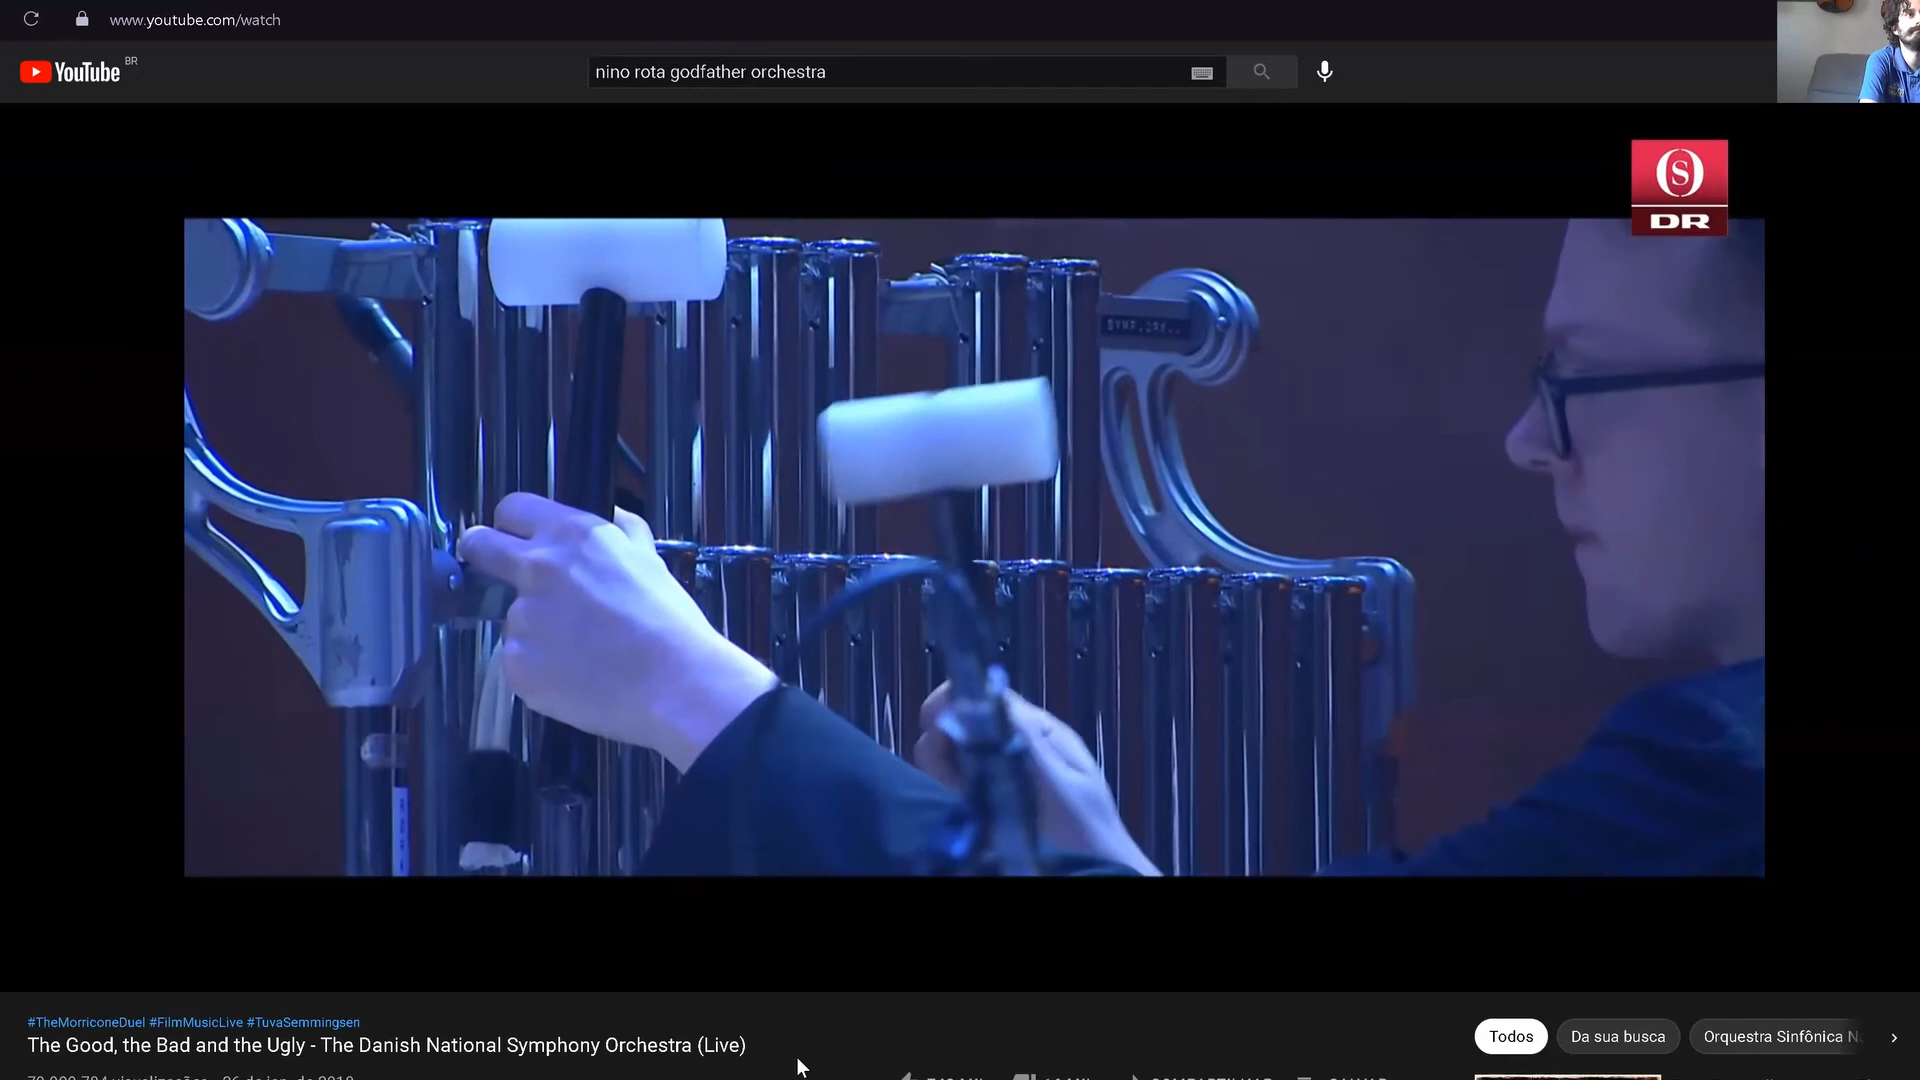 www.youtube.com/watch
YouTube BR
nino rota godfather orchestra
S
DR
#TheMorriconeDuel #FilmMusicLive #TuvaSemmingsen
The Good, the Bad and the Ugly - The Danish National Symphony Orchestra (Live)
Todos
Da sua busca
Orquestra Sinfônica